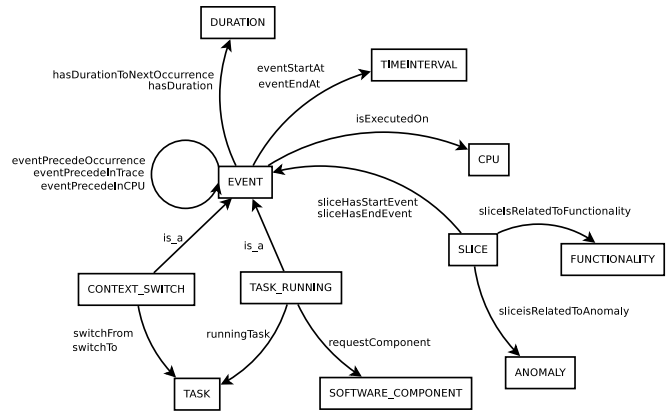 DURATION
hasDurationToNextOccurrence
hasDuration
eventStartAt
eventEndAt
TIMEINTERVAL
isExecutedOn
CPU
eventPrecedeOccurrence
eventPrecedeInTrace
eventPrecedeInCPU
EVENT
sliceHasStartEvent
sliceHasEndEvent
sliceIsRelatedToFunctionality
is_a
is_a
SLICE
FUNCTIONALITY
CONTEXT_SWITCH
TASK_RUNNING
sliceisRelatedToAnomaly
switchFrom
switchTo
runningTask
requestComponent
ANOMALY
TASK
SOFTWARE_COMPONENT